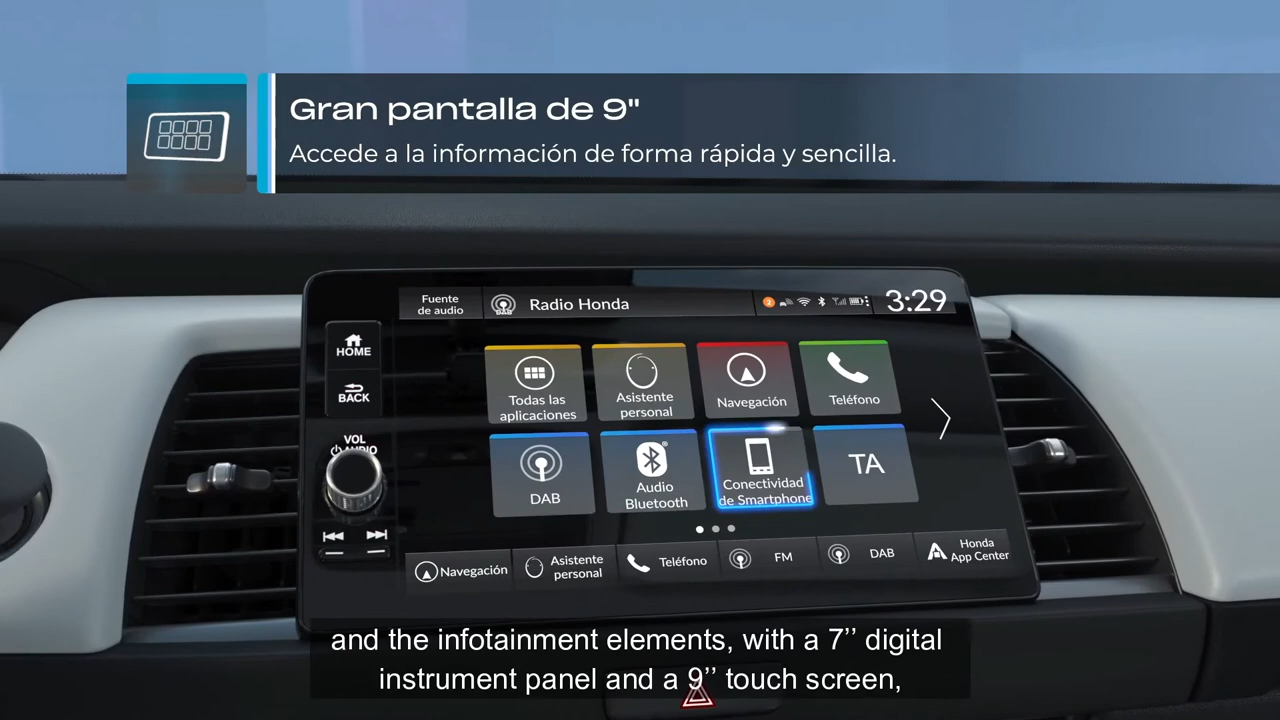 Gran pantalla de 9"
Accede a la información de forma rápida y sencilla.
Fuente
de audio
DAB
Radio Honda
2
3:29
HOME
BACK
VOL
AUDIO
Todas las
aplicaciones
Asistente
personal
Navegación
Teléfono
DAB
Audio
Bluetooth
Conectividad
de Smartphone
TA
Navegación
Asistente
personal
Teléfono
FM
DAB
Honda
App Center
and the infotainment elements, with a 7’’ digital
instrument panel and a 9’’ touch screen,